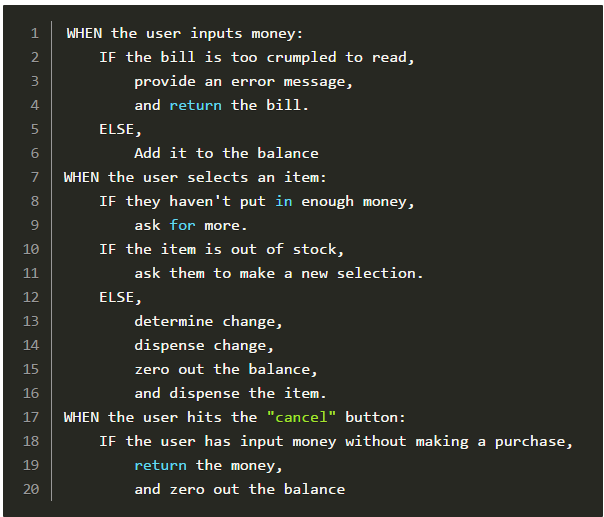 1 WHEN the user inputs money:
2 IF the bill is too crumpled to read,
3 provide an error message,
4 and return the bill.
5 ELSE,
6 Add it to the balance
7 WHEN the user selects an item:
8 IF they haven't put in enough money,
9 ask for more.
10 IF the item is out of stock,
11 ask them to make a new selection.
12 ELSE,
13 determine change,
14 dispense change,
15 zero out the balance,
16 and dispense the item.
17 WHEN the user hits the "cancel" button:
18 IF the user has input money without making a purchase,
19 return the money,
20 and zero out the balance